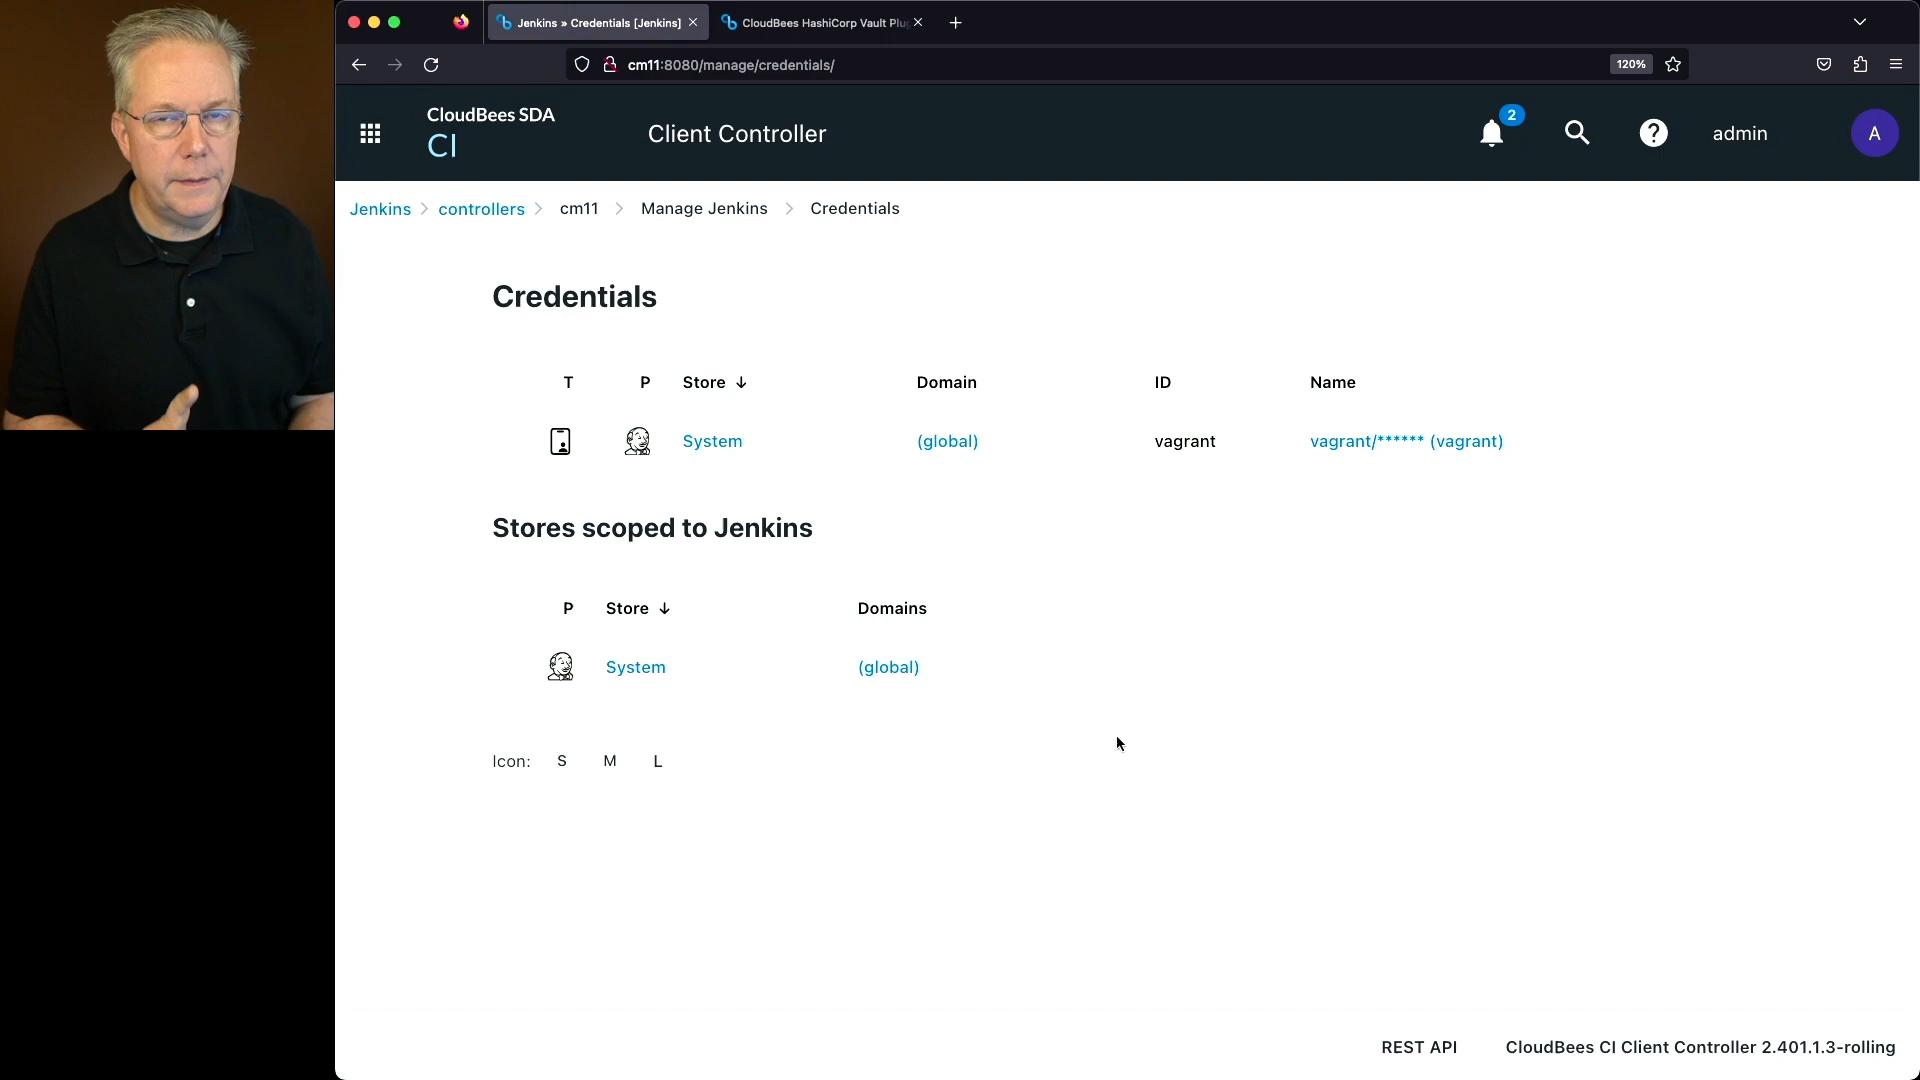 Jenkins » Credentials [Jenkins]
CloudBees HashiCorp Vault Plu
cm11:8080/manage/credentials/
120%
CloudBees SDA
CI
Client Controller
2
?
admin
A
Jenkins > controllers > cm11 > Manage Jenkins > Credentials
Credentials
T P Store ↓ Domain ID Name
System (global) vagrant vagrant/****** (vagrant)
Stores scoped to Jenkins
P Store ↓ Domains
System (global)
Icon: S M L
REST API CloudBees CI Client Controller 2.401.1.3-rolling